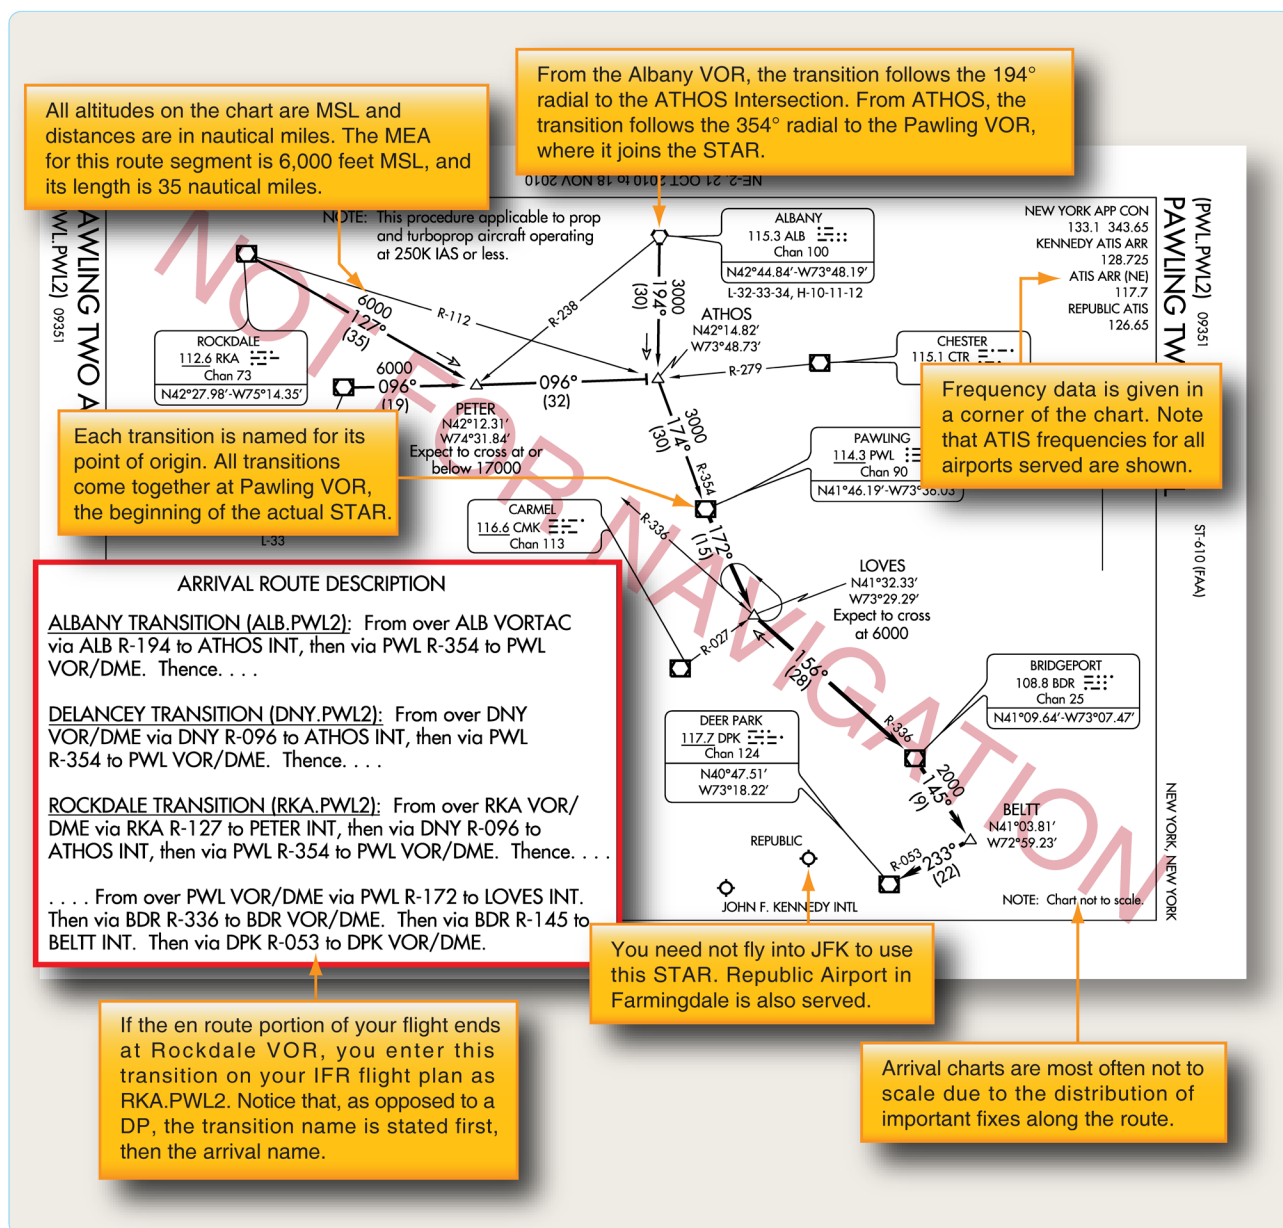 All altitudes on the chart are MSL and
distances are in nautical miles. The MEA
for this route segment is 6,000 feet MSL, and
its length is 35 nautical miles.
From the Albany VOR, the transition follows the 194°
radial to the ATHOS Intersection. From ATHOS, the
transition follows the 354° radial to the Pawling VOR,
where it joins the STAR.
NE-2, 21 OCT 2010 to 18 NOV 2010
(PWL.PWL2) 09351
PAWLING TW
AWLING TWO A
PWL.PWL2) 09351
NOTE: This procedure applicable to prop
and turboprop aircraft operating
at 250K IAS or less.
ALBANY
115.3 ALB
Chan 100
N42°44.84'-W73°48.19'
L-32-33-34, H-10-11-12
NEW YORK APP CON
133.1 343.65
KENNEDY ATIS ARR
128.725
ATIS ARR (NE)
117.7
REPUBLIC ATIS
126.65
6000
127°
(35)
R-112
R-238
3000
194°
(30)
ATHOS
N42°14.82'
W73°48.73'
ROCKDALE
112.6 RKA
Chan 73
N42°27.98'-W75°14.35'
CHESTER
115.1 CTR
R-279
6000
096°
(19)
096°
(32)
PETER
N42°12.31'
W74°31.84'
Expect to cross at or
below 17000
3000
174°
(30)
R-354
PAWLING
114.3 PWL
Chan 90
N41°46.19'-W73°36.03'
Frequency data is given in
a corner of the chart. Note
that ATIS frequencies for all
airports served are shown.
Each transition is named for its
point of origin. All transitions
come together at Pawling VOR,
the beginning of the actual STAR.
L-33
CARMEL
116.6 CMK
Chan 113
R-336
172°
(15)
LOVES
N41°32.33'
W73°29.29'
Expect to cross
at 6000
R-027
ST-610 (FAA)
156°
(28)
R-336
BRIDGEPORT
108.8 BDR
Chan 25
N41°09.64'-W73°07.47'
DEER PARK
117.7 DPK
Chan 124
N40°47.51'
W73°18.22'
2000
145°
(9)
BELTT
N41°03.81'
W72°59.23'
R-053
233°
(22)
REPUBLIC
JOHN F. KENNEDY INTL
NOTE: Chart not to scale.
NEW YORK, NEW YORK
NOT FOR NAVIGATION
ARRIVAL ROUTE DESCRIPTION
ALBANY TRANSITION (ALB.PWL2): From over ALB VORTAC
via ALB R-194 to ATHOS INT, then via PWL R-354 to PWL
VOR/DME. Thence. . . .
DELANCEY TRANSITION (DNY.PWL2): From over DNY
VOR/DME via DNY R-096 to ATHOS INT, then via PWL
R-354 to PWL VOR/DME. Thence. . . .
ROCKDALE TRANSITION (RKA.PWL2): From over RKA VOR/
DME via RKA R-127 to PETER INT, then via DNY R-096 to
ATHOS INT, then via PWL R-354 to PWL VOR/DME. Thence. . . .
. . . . From over PWL VOR/DME via PWL R-172 to LOVES INT.
Then via BDR R-336 to BDR VOR/DME. Then via BDR R-145 to
BELTT INT. Then via DPK R-053 to DPK VOR/DME.
You need not fly into JFK to use
this STAR. Republic Airport in
Farmingdale is also served.
If the en route portion of your flight ends
at Rockdale VOR, you enter this
transition on your IFR flight plan as
RKA.PWL2. Notice that, as opposed to a
DP, the transition name is stated first,
then the arrival name.
Arrival charts are most often not to
scale due to the distribution of
important fixes along the route.